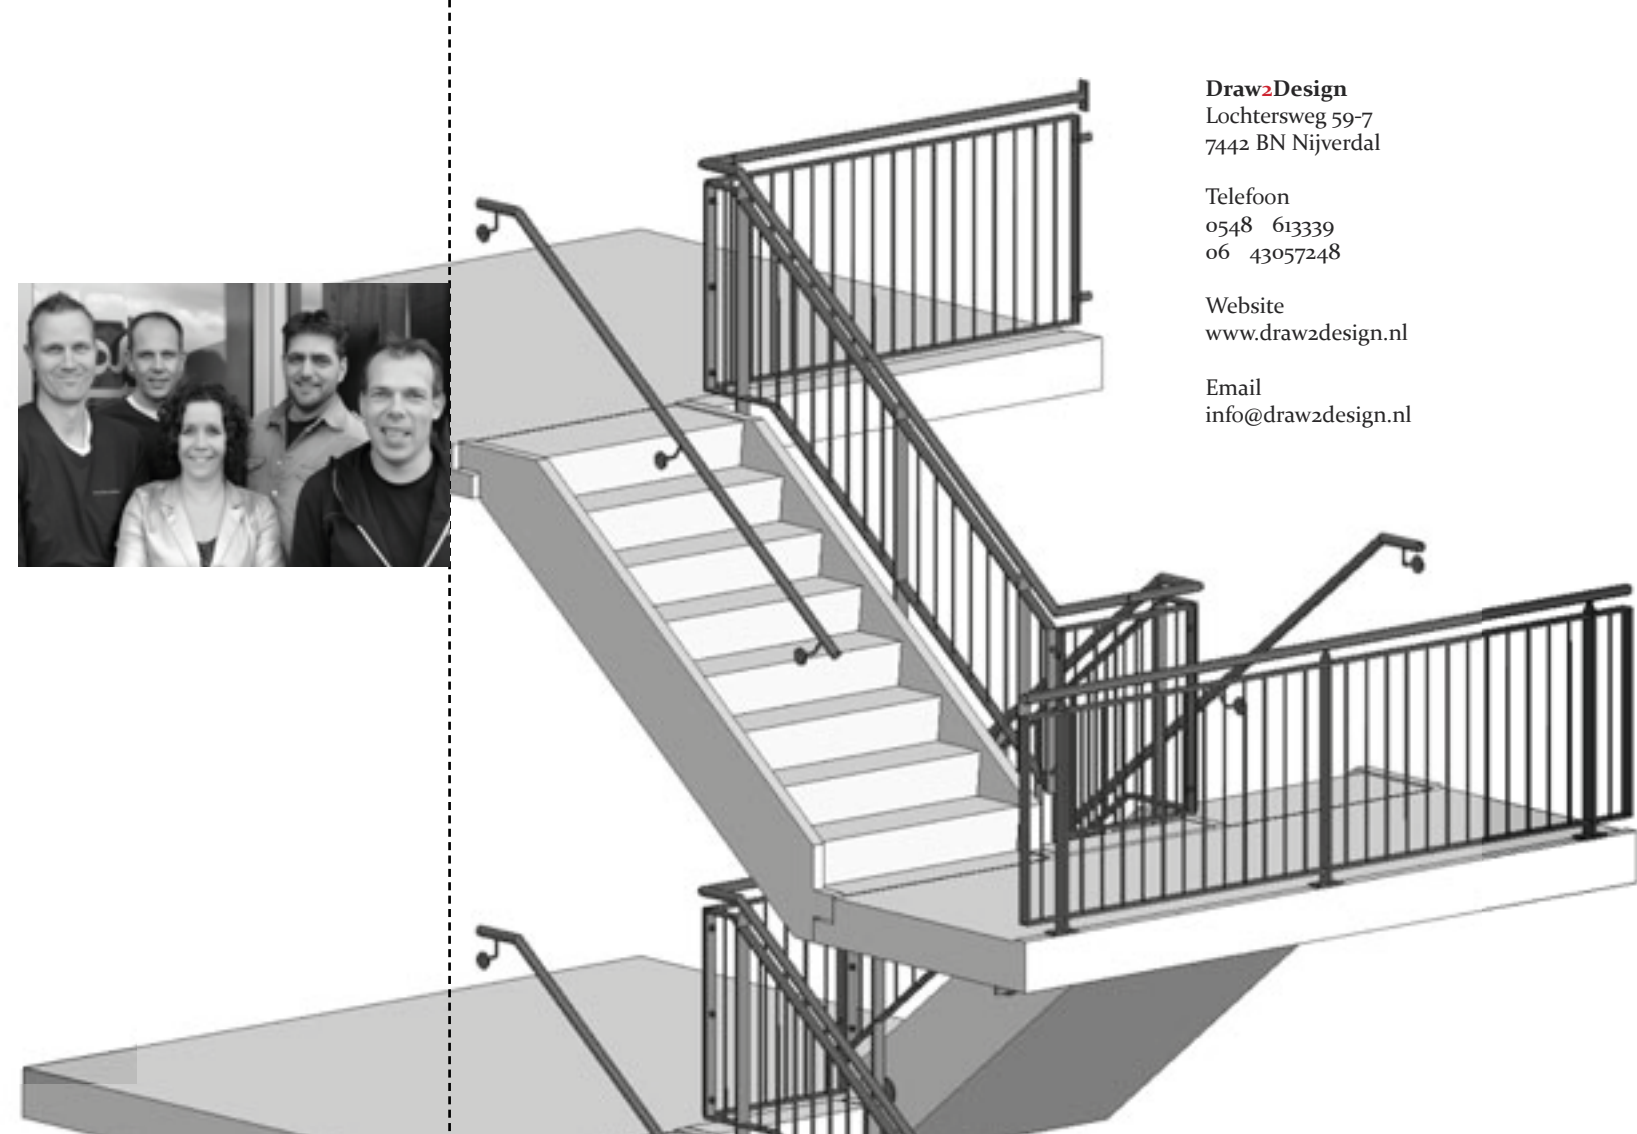 Draw2Design
Lochtersweg 59-7
7442 BN Nijverdal
Telefoon
0548 613339
06 43057248
Website
www.draw2design.nl
Email
info@draw2design.nl